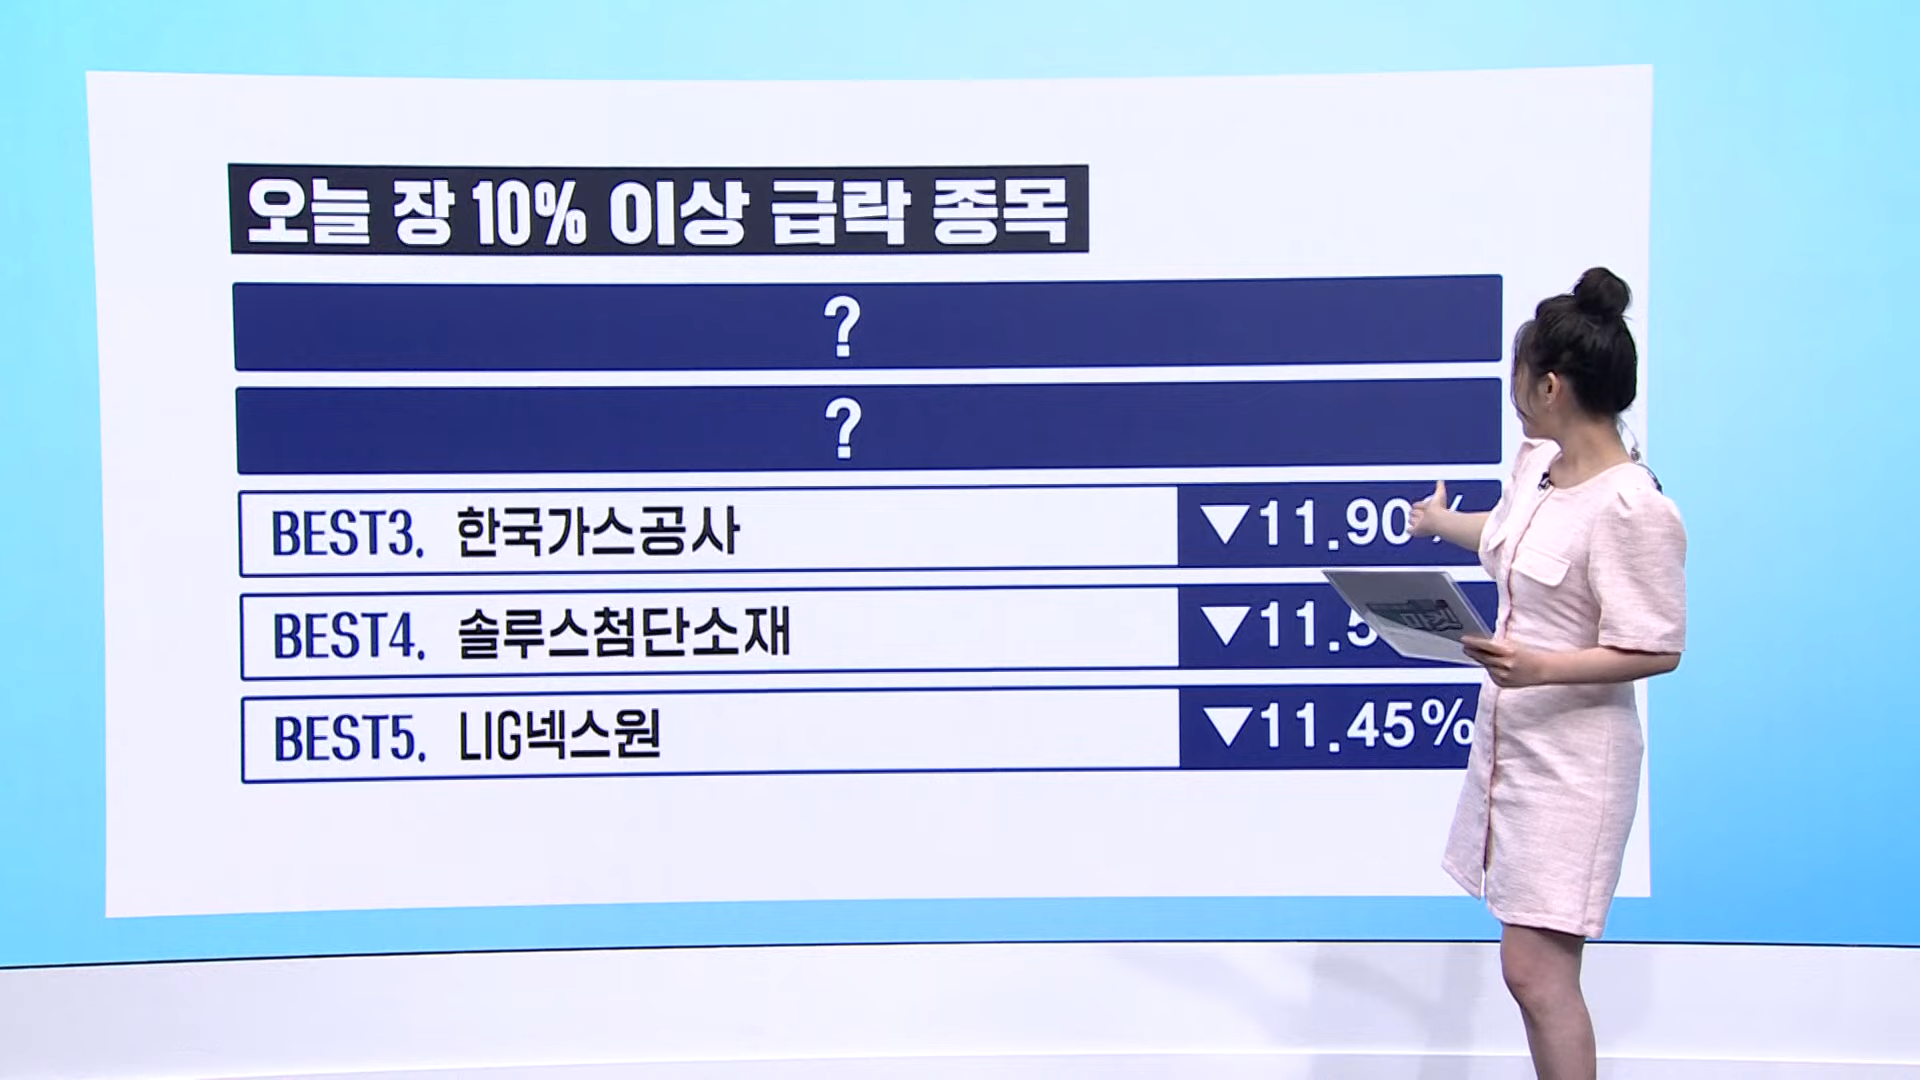 오늘 장 10% 이상 급락 종목
?
?
BEST3. 한국가스공사 ▼11.90%
BEST4. 솔루스첨단소재 ▼11.5
BEST5. LIG넥스원 ▼11.45%